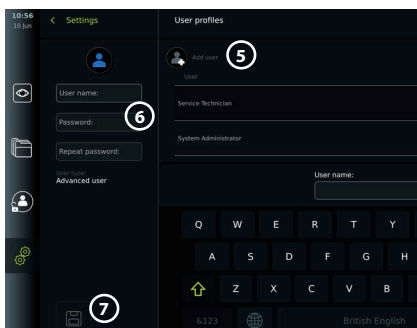 10:56
10 Jun
Settings
User profiles
Add user
5
User
User name:
Service Technician
Password:
6
Repeat password:
System Administrator
User type:
Advanced user
User name:
Q W E R T Y
A S D F G H
Z X C V B
7
&123
British English